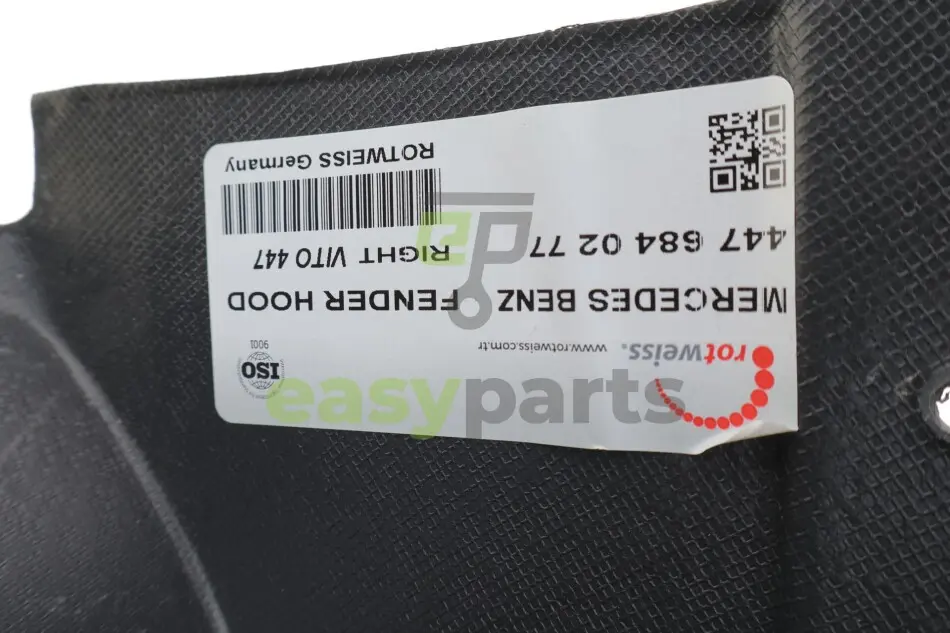 rotweiss.
www.rotweiss.com.tr
ISO
9001
MERCEDES BENZ FENDER HOOD
447 684 02 77 RIGHT VITO 447
ROTWEISS Germany
easyparts
eP